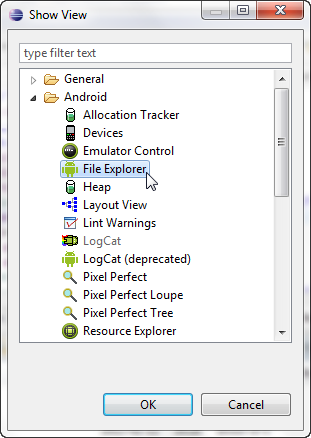 Show View
type filter text
General
Android
Allocation Tracker
Devices
Emulator Control
File Explorer
Heap
Layout View
Lint Warnings
LogCat
LogCat (deprecated)
Pixel Perfect
Pixel Perfect Loupe
Pixel Perfect Tree
Resource Explorer
OK
Cancel